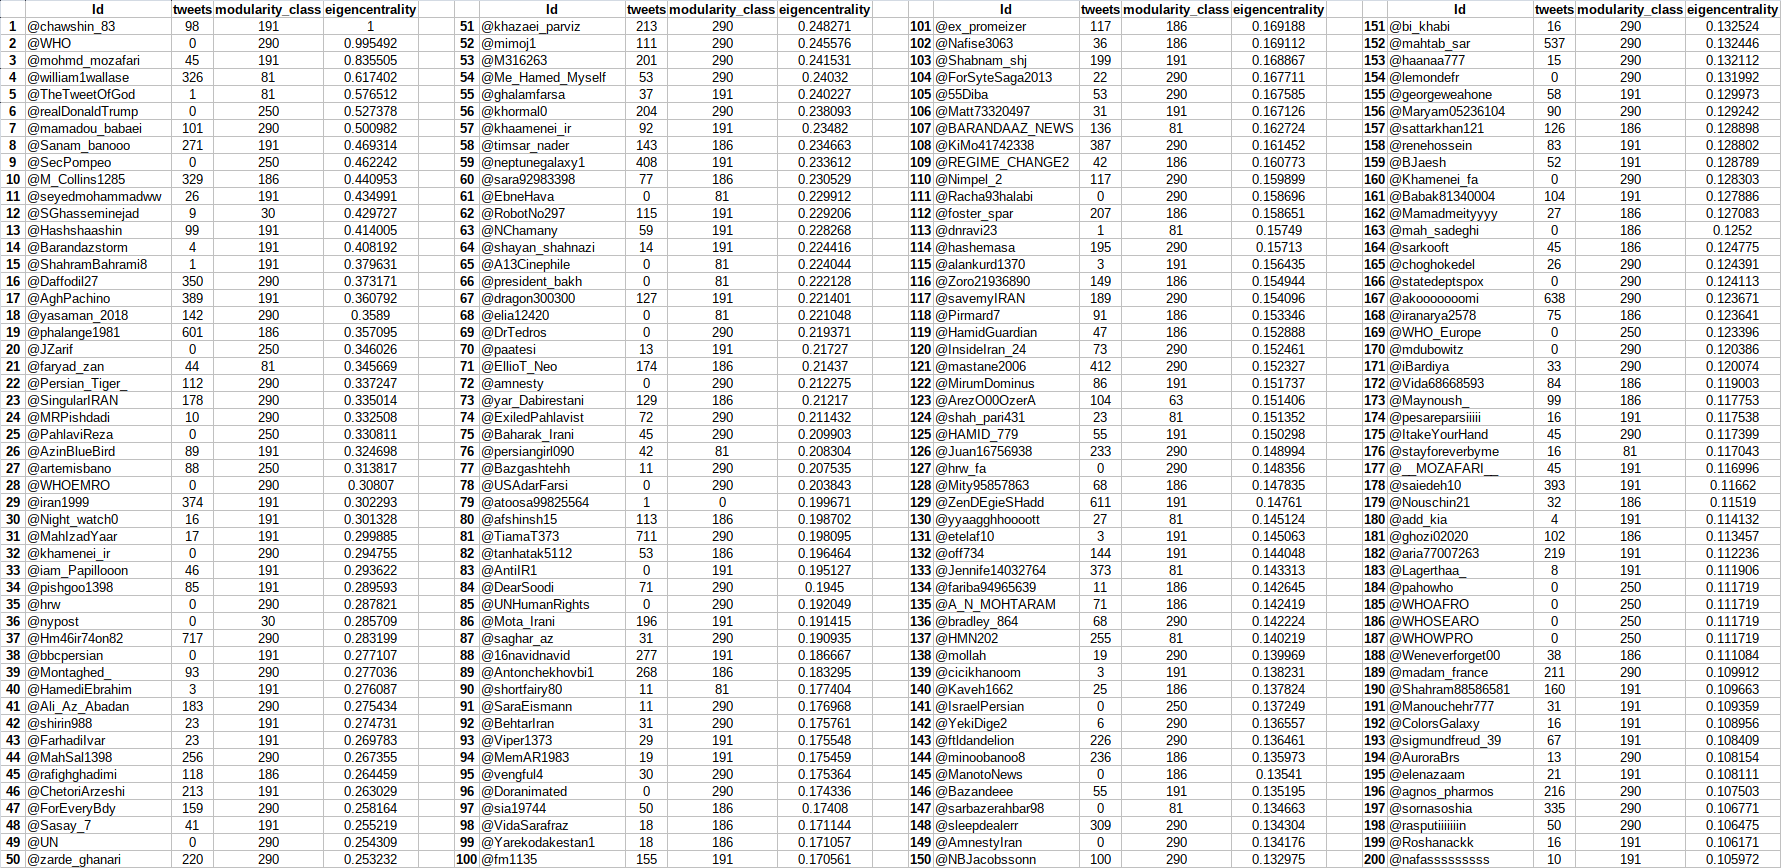 Id tweets modularity_class eigencentrality Id tweets modularity_class eigencentrality Id tweets modularity_class eigencentrality Id tweets modularity_class eigencentrality
1 @chawshin_83 98 191 1 51 @khazaei_parviz 213 290 0.248271 101 @ex_promeizer 117 186 0.169188 151 @bi_khabi 16 290 0.132524
2 @WHO 0 290 0.995492 52 @mimoj1 111 290 0.245576 102 @Nafise3063 36 186 0.169112 152 @mahtab_sar 537 290 0.132446
3 @mohmd_mozafari 45 191 0.835505 53 @M316263 201 290 0.241531 103 @Shabnam_shj 199 191 0.168867 153 @haanaa777 15 290 0.132112
4 @william1wallase 326 81 0.617402 54 @Me_Hamed_Myself 53 290 0.24032 104 @ForSyteSaga2013 22 290 0.167711 154 @lemondefr 0 290 0.131992
5 @TheTweetOfGod 1 81 0.576512 55 @ghalamfarsa 37 191 0.240227 105 @55Diba 53 290 0.167585 155 @georgeweahone 58 191 0.129973
6 @realDonaldTrump 0 250 0.527378 56 @khormal0 204 290 0.238093 106 @Matt73320497 31 191 0.167126 156 @Maryam05236104 90 290 0.129242
7 @mamadou_babaei 101 290 0.500982 57 @khaamenei_ir 92 191 0.23482 107 @BARANDAAZ_NEWS 136 81 0.162724 157 @sattarkhan121 126 186 0.128898
8 @Sanam_banooo 271 191 0.469314 58 @timsar_nader 143 186 0.234663 108 @KiMo41742338 387 290 0.161452 158 @renehossein 83 191 0.128802
9 @SecPompeo 0 250 0.462242 59 @neptunegalaxy1 408 191 0.233612 109 @REGIME_CHANGE2 42 186 0.160773 159 @BJaesh 52 191 0.128789
10 @M_Collins1285 329 186 0.440953 60 @sara92983398 77 186 0.230529 110 @Nimpel_2 117 290 0.159899 160 @Khamenei_fa 0 290 0.128303
11 @seyedmohammadww 26 191 0.434991 61 @EbneHava 0 81 0.229912 111 @Racha93halabi 0 290 0.158696 161 @Babak81340004 104 191 0.127886
12 @SGhasseminejad 9 30 0.429727 62 @RobotNo297 115 191 0.229206 112 @foster_spar 207 186 0.158651 162 @Mamadmeityyyy 27 186 0.127083
13 @Hashshaashin 99 191 0.414005 63 @NChamany 59 191 0.228268 113 @dnravi23 1 81 0.15749 163 @mah_sadeghi 0 186 0.1252
14 @Barandazstorm 4 191 0.408192 64 @shayan_shahnazi 14 191 0.224416 114 @hashemasa 195 290 0.15713 164 @sarkooft 45 186 0.124775
15 @ShahramBahrami8 1 191 0.379631 65 @A13Cinephile 0 81 0.224044 115 @alankurd1370 3 191 0.156435 165 @choghokedel 26 290 0.124391
16 @Daffodil27 350 290 0.373171 66 @president_bakh 0 81 0.222128 116 @Zoro21936890 149 186 0.154944 166 @statedeptspox 0 290 0.124113
17 @AghPachino 389 191 0.360792 67 @dragon300300 127 191 0.221401 117 @savemyIRAN 189 290 0.154096 167 @akooooooomi 638 290 0.123671
18 @yasaman_2018 142 290 0.3589 68 @elia12420 0 81 0.221048 118 @Pirmard7 91 186 0.153346 168 @iranarya2578 75 186 0.123641
19 @phalange1981 601 186 0.357095 69 @DrTedros 0 290 0.219371 119 @HamidGuardian 47 186 0.152888 169 @WHO_Europe 0 250 0.123396
20 @JZarif 0 250 0.346026 70 @paatesi 13 191 0.21727 120 @InsideIran_24 73 290 0.152461 170 @mdubowitz 0 290 0.120386
21 @faryad_zan 44 81 0.345669 71 @EllioT_Neo 174 186 0.21437 121 @mastane2006 412 290 0.152327 171 @iBardiya 33 290 0.120074
22 @Persian_Tiger_ 112 290 0.337247 72 @amnesty 0 290 0.212275 122 @MirumDominus 86 191 0.151737 172 @Vida68668593 84 186 0.119003
23 @SingularIRAN 178 290 0.335014 73 @yar_Dabirestani 129 186 0.21217 123 @ArezO00OzerA 104 63 0.151406 173 @Maynoush_ 99 186 0.117753
24 @MRPishdadi 10 290 0.332508 74 @ExiledPahlavist 72 290 0.211432 124 @shah_pari431 23 81 0.151352 174 @pesareparsiiiii 16 191 0.117538
25 @PahlaviReza 0 250 0.330811 75 @Baharak_Irani 45 290 0.209903 125 @HAMID_779 55 191 0.150298 175 @ItakeYourHand 45 290 0.117399
26 @AzinBlueBird 89 191 0.324698 76 @persiangirl090 42 81 0.208304 126 @Juan16756938 233 290 0.148994 176 @stayforeverbyme 16 81 0.117043
27 @artemisbano 88 250 0.313817 77 @Bazgashtehh 11 290 0.207535 127 @hrw_fa 0 290 0.148356 177 @__MOZAFARI__ 45 191 0.116996
28 @WHOEMRO 0 290 0.30807 78 @USAdarFarsi 0 290 0.203843 128 @Mity95857863 68 186 0.147835 178 @saiedeh10 393 191 0.11662
29 @iran1999 374 191 0.302293 79 @atoosa99825564 1 0 0.199671 129 @ZenDEgieSHadd 611 191 0.14761 179 @Nouschin21 32 186 0.11519
30 @Night_watch0 16 191 0.301328 80 @afshinsh15 113 186 0.198702 130 @yyaagghhoooott 27 81 0.145124 180 @add_kia 4 191 0.114132
31 @MahIzadYaar 17 191 0.299885 81 @TiamaT373 711 290 0.198095 131 @etelaf10 3 191 0.145063 181 @ghozi02020 102 186 0.113457
32 @khamenei_ir 0 290 0.294755 82 @tanhatak5112 53 186 0.196464 132 @off734 144 191 0.144048 182 @aria77007263 219 191 0.112236
33 @iam_Papillooon 46 191 0.293622 83 @AntiIR1 0 191 0.195127 133 @Jennife14032764 373 81 0.143313 183 @Lagerthaa_ 8 191 0.111906
34 @pishgoo1398 85 191 0.289593 84 @DearSoodi 71 290 0.1945 134 @fariba94965639 11 186 0.142645 184 @pahowho 0 250 0.111719
35 @hrw 0 290 0.287821 85 @UNHumanRights 0 290 0.192049 135 @A_N_MOHTARAM 71 186 0.142419 185 @WHOAFRO 0 250 0.111719
36 @nypost 0 30 0.285709 86 @Mota_Irani 196 191 0.191415 136 @bradley_864 68 290 0.142224 186 @WHOSEARO 0 250 0.111719
37 @Hm46ir74on82 717 290 0.283199 87 @saghar_az 31 290 0.190935 137 @HMN202 255 81 0.140219 187 @WHOWPRO 0 250 0.111719
38 @bbcpersian 0 191 0.277107 88 @16navidnavid 277 191 0.186667 138 @mollah 19 290 0.139969 188 @Weneverforget00 38 186 0.111084
39 @Montaghed_ 93 290 0.277036 89 @Antonchekhovbi1 268 186 0.183295 139 @cicikhanoom 3 191 0.138231 189 @madam_france 211 290 0.109912
40 @HamediEbrahim 3 191 0.276087 90 @shortfairy80 11 81 0.177404 140 @Kaveh1662 25 186 0.137824 190 @Shahram88586581 160 191 0.109663
41 @Ali_Az_Abadan 183 290 0.275434 91 @SaraEismann 11 290 0.176968 141 @IsraelPersian 0 250 0.137249 191 @Manouchehr777 31 191 0.109359
42 @shirin988 23 191 0.274731 92 @BehtarIran 31 290 0.175761 142 @YekiDige2 6 290 0.136557 192 @ColorsGalaxy 16 191 0.108956
43 @FarhadiIvar 23 191 0.269783 93 @Viper1373 29 191 0.175548 143 @ftldandelion 226 290 0.136461 193 @sigmundfreud_39 67 191 0.108409
44 @MahSal1398 256 290 0.267355 94 @MemAR1983 19 191 0.175459 144 @minoobanoo8 236 186 0.135973 194 @AuroraBrs 13 290 0.108154
45 @rafighghadimi 118 186 0.264459 95 @vengful4 30 290 0.175364 145 @ManotoNews 0 186 0.13541 195 @elenazaam 21 191 0.108111
46 @ChetoriArzeshi 213 191 0.263029 96 @Doranimated 0 290 0.174336 146 @Bazandeee 55 191 0.135195 196 @agnos_pharmos 216 290 0.107503
47 @ForEveryBdy 159 290 0.258164 97 @sia19744 50 186 0.17408 147 @sarbazerahbar98 0 81 0.134663 197 @sornasoshia 335 290 0.106771
48 @Sasay_7 41 191 0.255219 98 @VidaSarafraz 18 186 0.171144 148 @sleepdealerr 309 290 0.134304 198 @rasputiiiiiiin 50 290 0.106475
49 @UN 0 290 0.254309 99 @Yarekodakestan1 18 186 0.171057 149 @AmnestyIran 0 290 0.134051 199 @Roshanackk 16 191 0.106171
50 @zarde_ghanari 220 290 0.253232 100 @fm1135 155 191 0.170561 150 @NBJacobssonn 100 290 0.132975 200 @nafasssssssss 10 191 0.105972